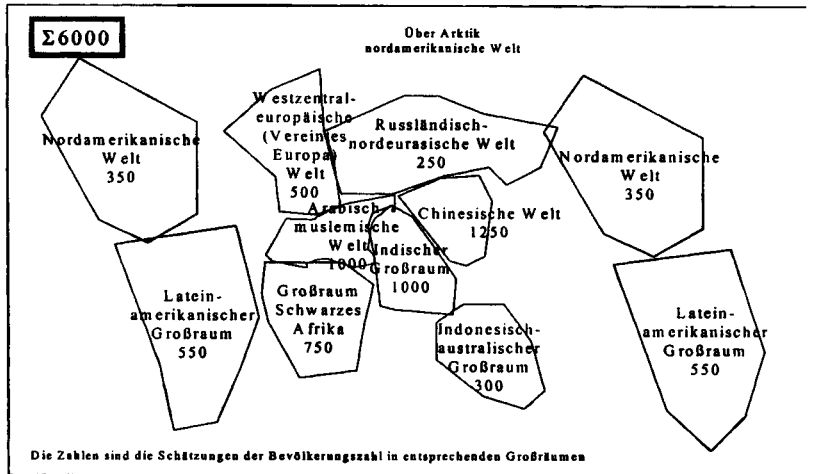 Σ6000
Über Arktik
nordamerikanische Welt
Nordamerikanische
Welt
350
Westzentral-
europäische
(Vereintes
Europa)
Welt
500
Russländisch-
nordeurasische Welt
250
Nordamerikanische
Welt
350
Arabisch-
muslemische
Welt
1000
Indischer
Großraum
1000
Chinesische Welt
1250
Latein-
amerikanischer
Großraum
550
Großraum
Schwarzes
Afrika
750
Indonesisch-
australischer
Großraum
300
Latein-
amerikanischer
Großraum
550
Die Zahlen sind die Schätzungen der Bevölkerungszahl in entsprechenden Großräumen